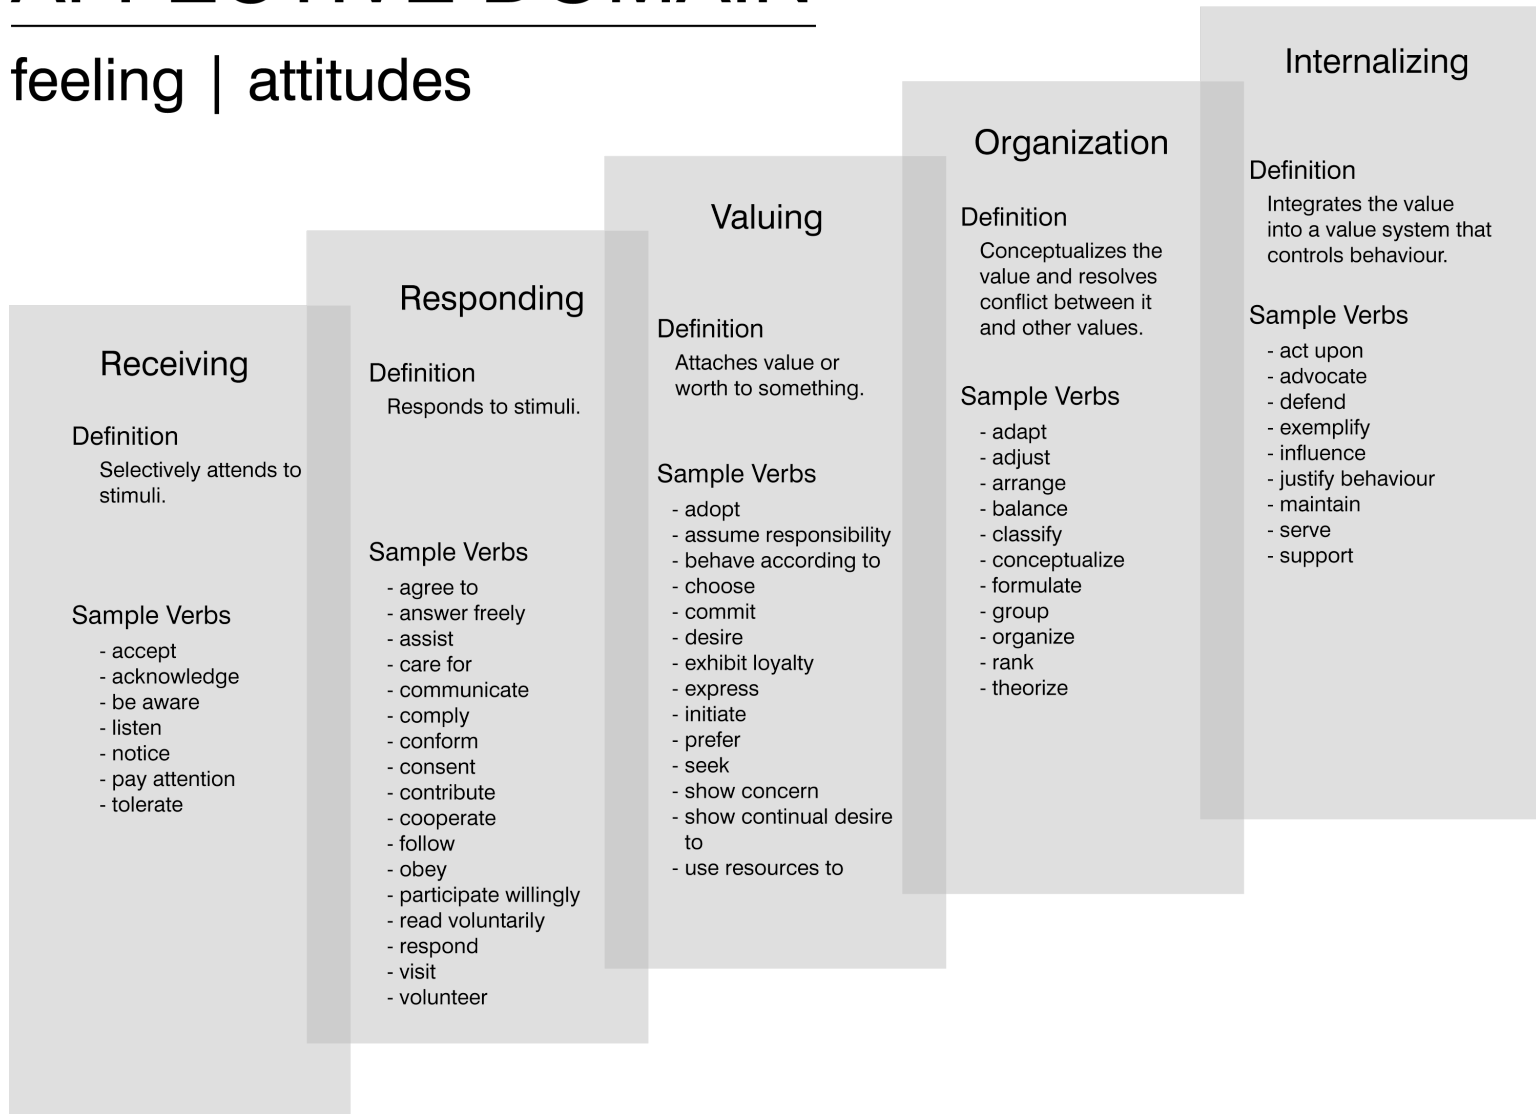 AFFECTIVE DOMAIN
feeling | attitudes
Receiving
Definition
Selectively attends to
stimuli.
Sample Verbs
- accept
- acknowledge
- be aware
- listen
- notice
- pay attention
- tolerate
Responding
Definition
Responds to stimuli.
Sample Verbs
- agree to
- answer freely
- assist
- care for
- communicate
- comply
- conform
- consent
- contribute
- cooperate
- follow
- obey
- participate willingly
- read voluntarily
- respond
- visit
- volunteer
Valuing
Definition
Attaches value or
worth to something.
Sample Verbs
- adopt
- assume responsibility
- behave according to
- choose
- commit
- desire
- exhibit loyalty
- express
- initiate
- prefer
- seek
- show concern
- show continual desire
to
- use resources to
Organization
Definition
Conceptualizes the
value and resolves
conflict between it
and other values.
Sample Verbs
- adapt
- adjust
- arrange
- balance
- classify
- conceptualize
- formulate
- group
- organize
- rank
- theorize
Internalizing
Definition
Integrates the value
into a value system that
controls behaviour.
Sample Verbs
- act upon
- advocate
- defend
- exemplify
- influence
- justify behaviour
- maintain
- serve
- support